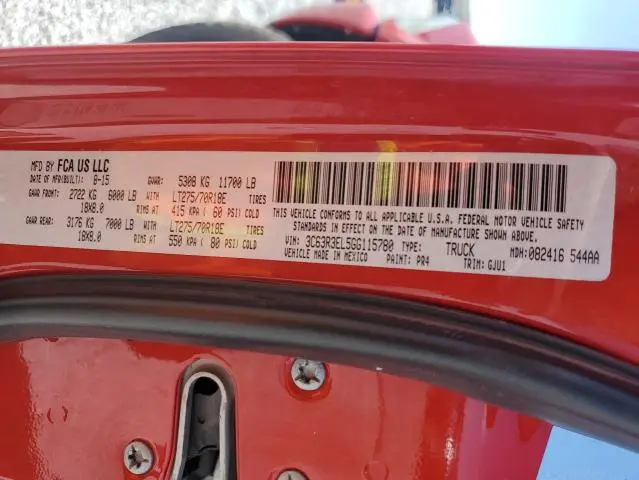 MFD BY FCA US LLC
DATE OF MFR(BUILT): 8-15 GVWR: 5308 KG 11700 LB
GAWR FRONT: 2722 KG 6000 LB WITH LT275/70R18E TIRES
18X8.0 RIMS AT 415 KPA ( 60 PSI) COLD
GAWR REAR: 3176 KG 7000 LB WITH LT275/70R18E TIRES
18X8.0 RIMS AT 550 KPA ( 80 PSI) COLD
THIS VEHICLE CONFORMS TO ALL APPLICABLE U.S.A. FEDERAL MOTOR VEHICLE SAFETY
STANDARDS IN EFFECT ON THE DATE OF MANUFACTURE SHOWN ABOVE.
VIN: 3C63R3EL5GG115780 TYPE: TRUCK MDH: 082416 544AA
VEHICLE MADE IN MEXICO PAINT: PR4 TRIM: GJU1